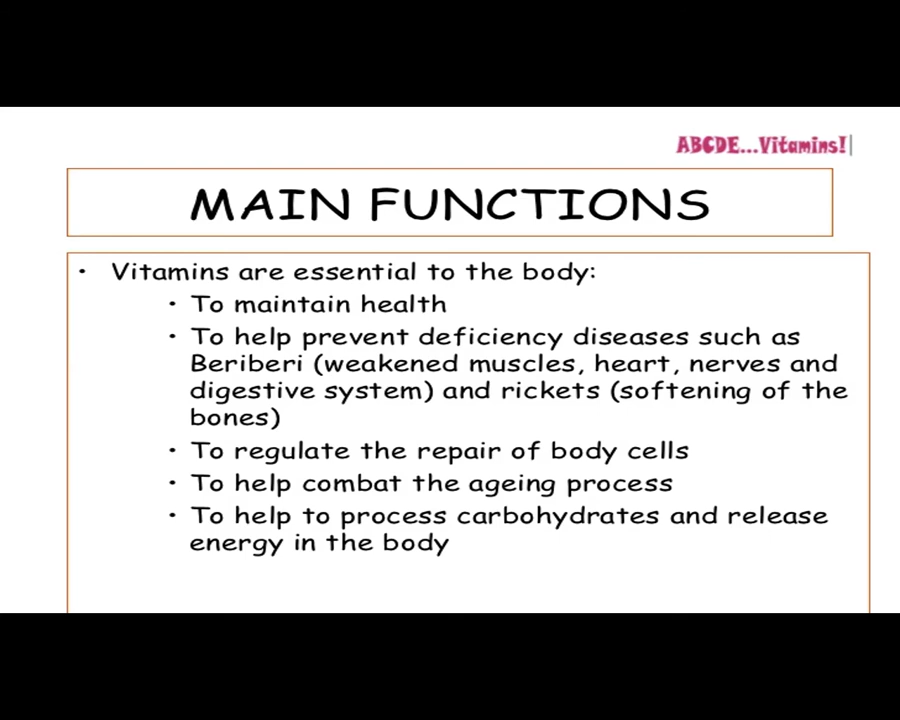 ABCDE...Vitamins!
MAIN FUNCTIONS
• Vitamins are essential to the body:
• To maintain health
• To help prevent deficiency diseases such as
Beriberi (weakened muscles, heart, nerves and
digestive system) and rickets (softening of the
bones)
• To regulate the repair of body cells
• To help combat the ageing process
• To help to process carbohydrates and release
energy in the body